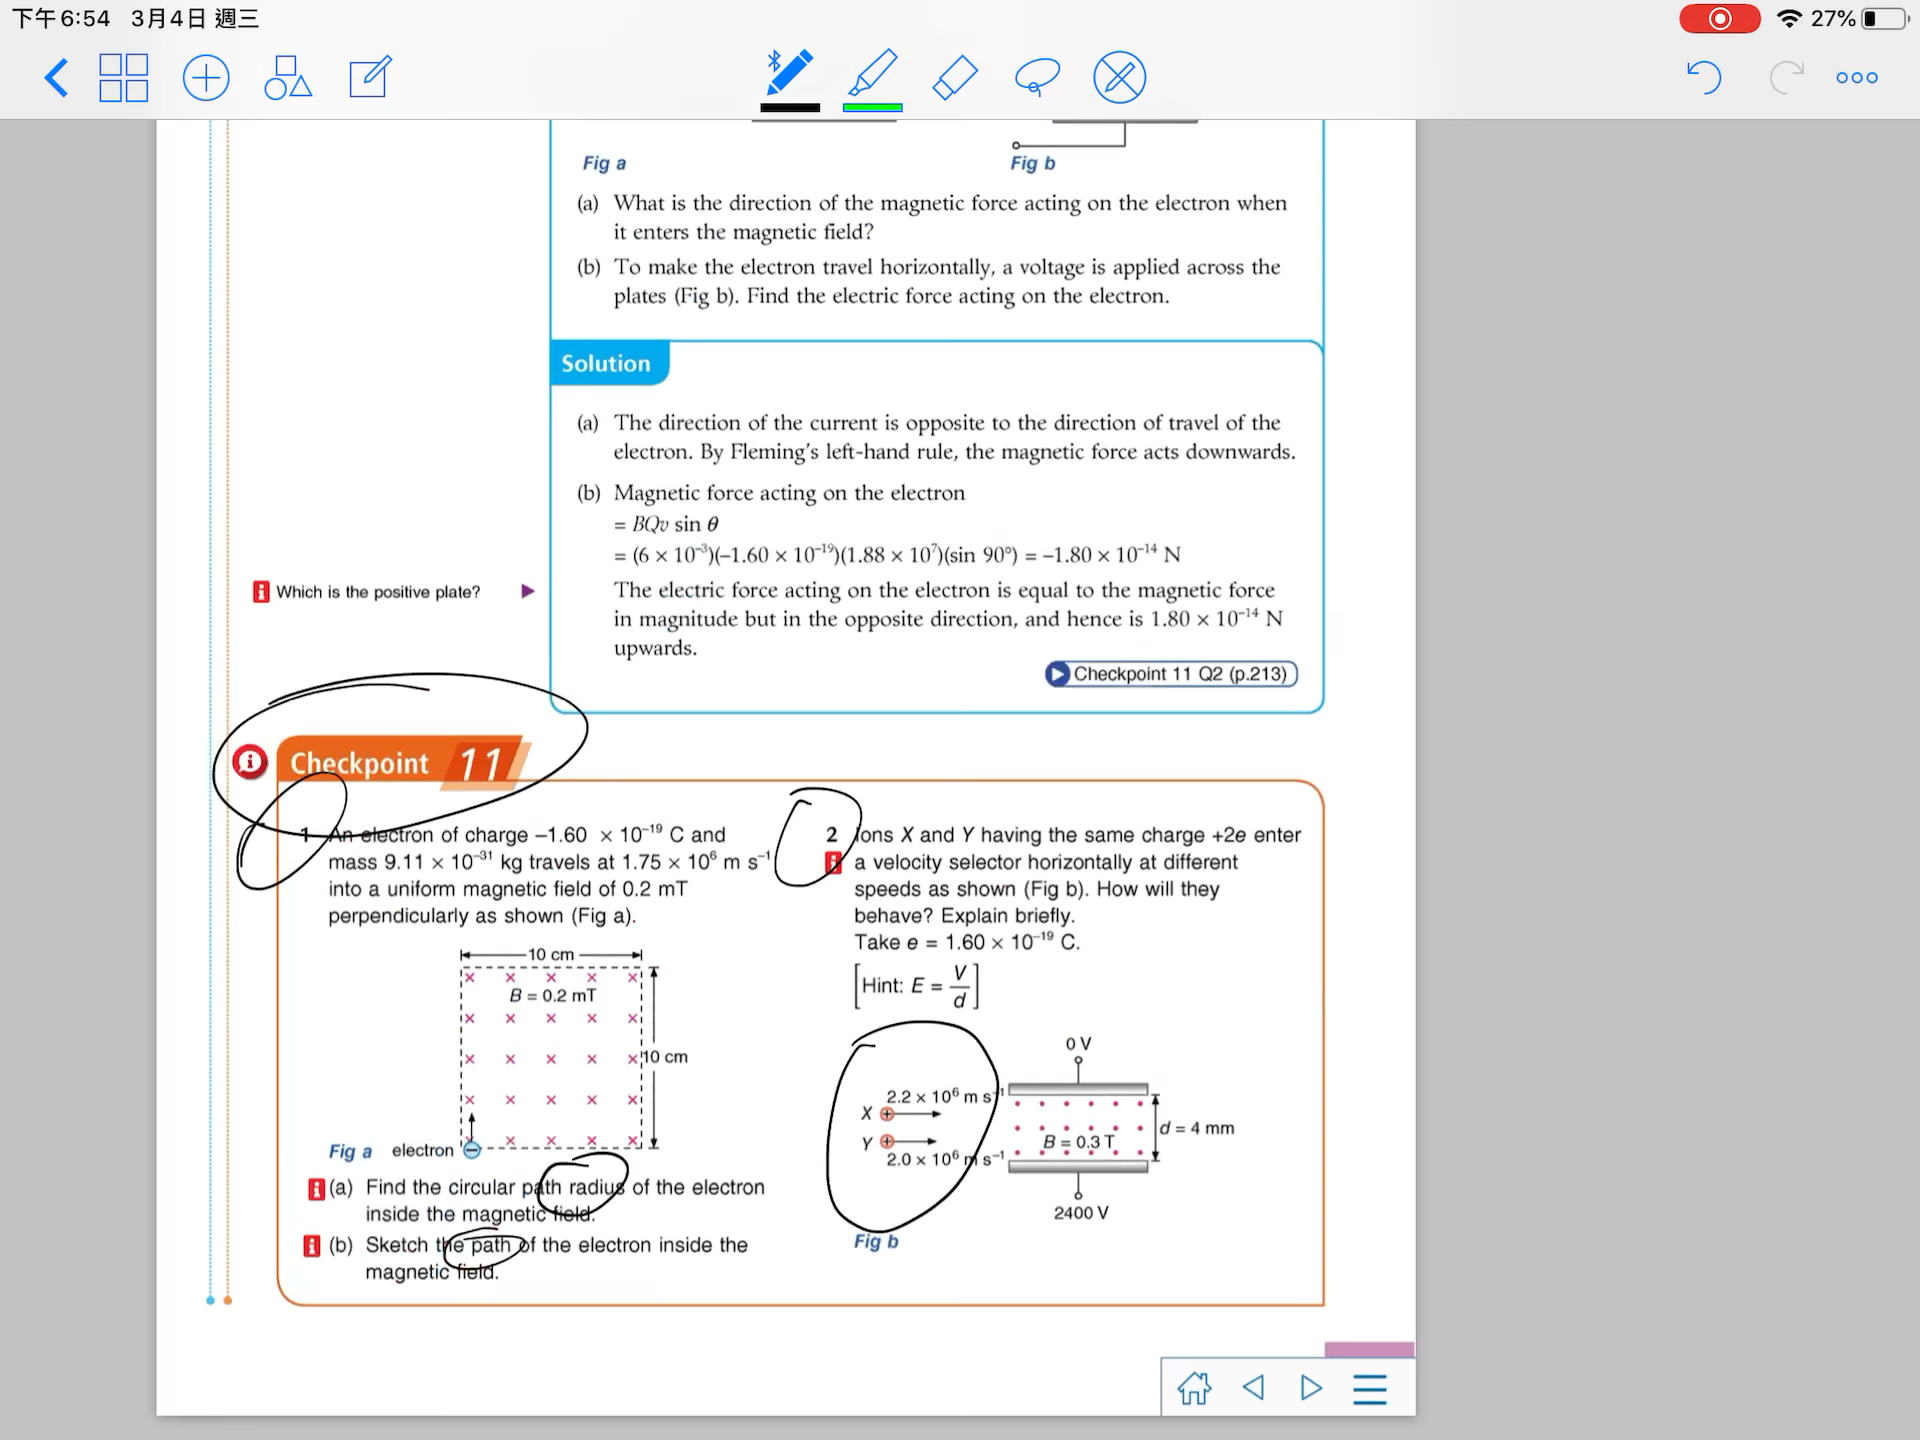 下午6:54 3月4日 週三
27%
Fig a
Fig b
(a) What is the direction of the magnetic force acting on the electron when
it enters the magnetic field?
(b) To make the electron travel horizontally, a voltage is applied across the
plates (Fig b). Find the electric force acting on the electron.
Solution
(a) The direction of the current is opposite to the direction of travel of the
electron. By Fleming's left-hand rule, the magnetic force acts downwards.
(b) Magnetic force acting on the electron
= BQv sin θ
= (6 × 10⁻³)(–1.60 × 10⁻¹⁹)(1.88 × 10⁷)(sin 90°) = –1.80 × 10⁻¹⁴ N
Which is the positive plate?
The electric force acting on the electron is equal to the magnetic force
in magnitude but in the opposite direction, and hence is 1.80 × 10⁻¹⁴ N
upwards.
Checkpoint 11 Q2 (p.213)
Checkpoint 11
1 An electron of charge –1.60 × 10⁻¹⁹ C and
mass 9.11 × 10⁻³¹ kg travels at 1.75 × 10⁶ m s⁻¹
into a uniform magnetic field of 0.2 mT
perpendicularly as shown (Fig a).
10 cm
B = 0.2 mT
10 cm
Fig a electron
(a) Find the circular path radius of the electron
inside the magnetic field.
(b) Sketch the path of the electron inside the
magnetic field.
2 Ions X and Y having the same charge +2e enter
a velocity selector horizontally at different
speeds as shown (Fig b). How will they
behave? Explain briefly.
Take e = 1.60 × 10⁻¹⁹ C.
[Hint: E = V/d]
0 V
2.2 × 10⁶ m s⁻¹
X
Y
2.0 × 10⁶ m s⁻¹
B = 0.3 T
d = 4 mm
2400 V
Fig b